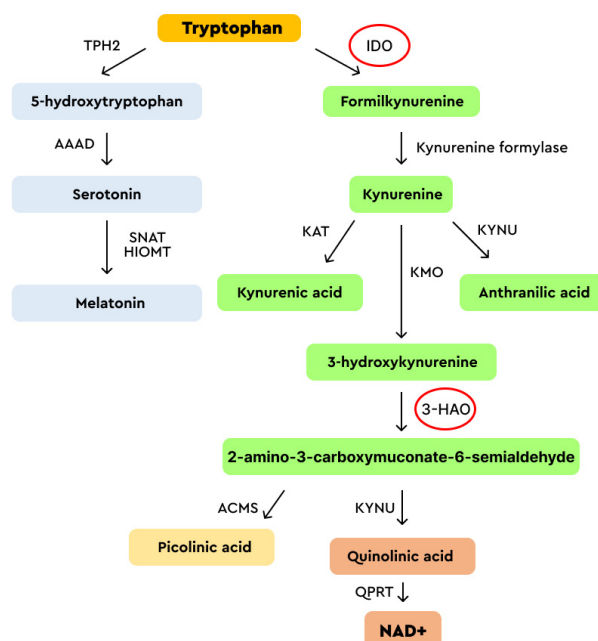 Tryptophan
TPH2
IDO
5-hydroxytryptophan
Formilkynurenine
AAAD
Kynurenine formylase
Serotonin
Kynurenine
SNAT
HIOMT
KAT
KYNU
KMO
Melatonin
Kynurenic acid
Anthranilic acid
3-hydroxykynurenine
3-HAO
2-amino-3-carboxymuconate-6-semialdehyde
ACMS
KYNU
Picolinic acid
Quinolinic acid
QPRT
NAD+